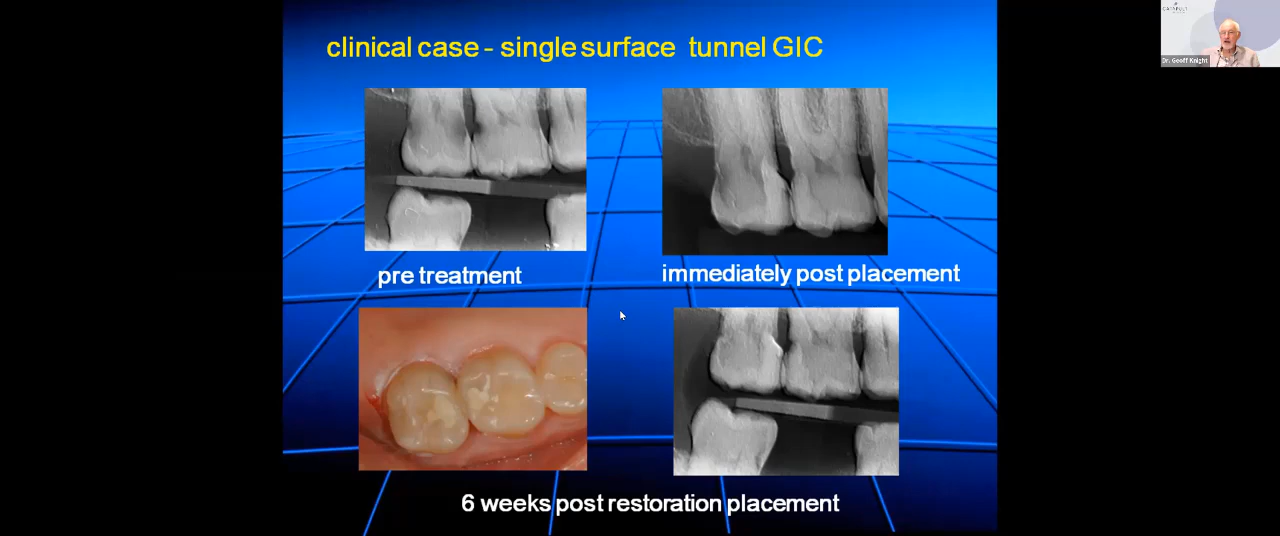 clinical case - single surface tunnel GIC
CATAPULT
Dr. Geoff Knight
pre treatment
immediately post placement
6 weeks post restoration placement